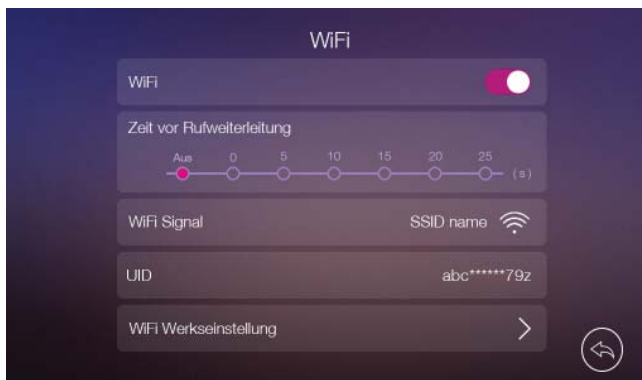 WiFi
WiFi
Zeit vor Rufweiterleitung
Aus 0 5 10 15 20 25
(s)
WiFi Signal SSID name
UID abc******79z
WiFi Werkseinstellung